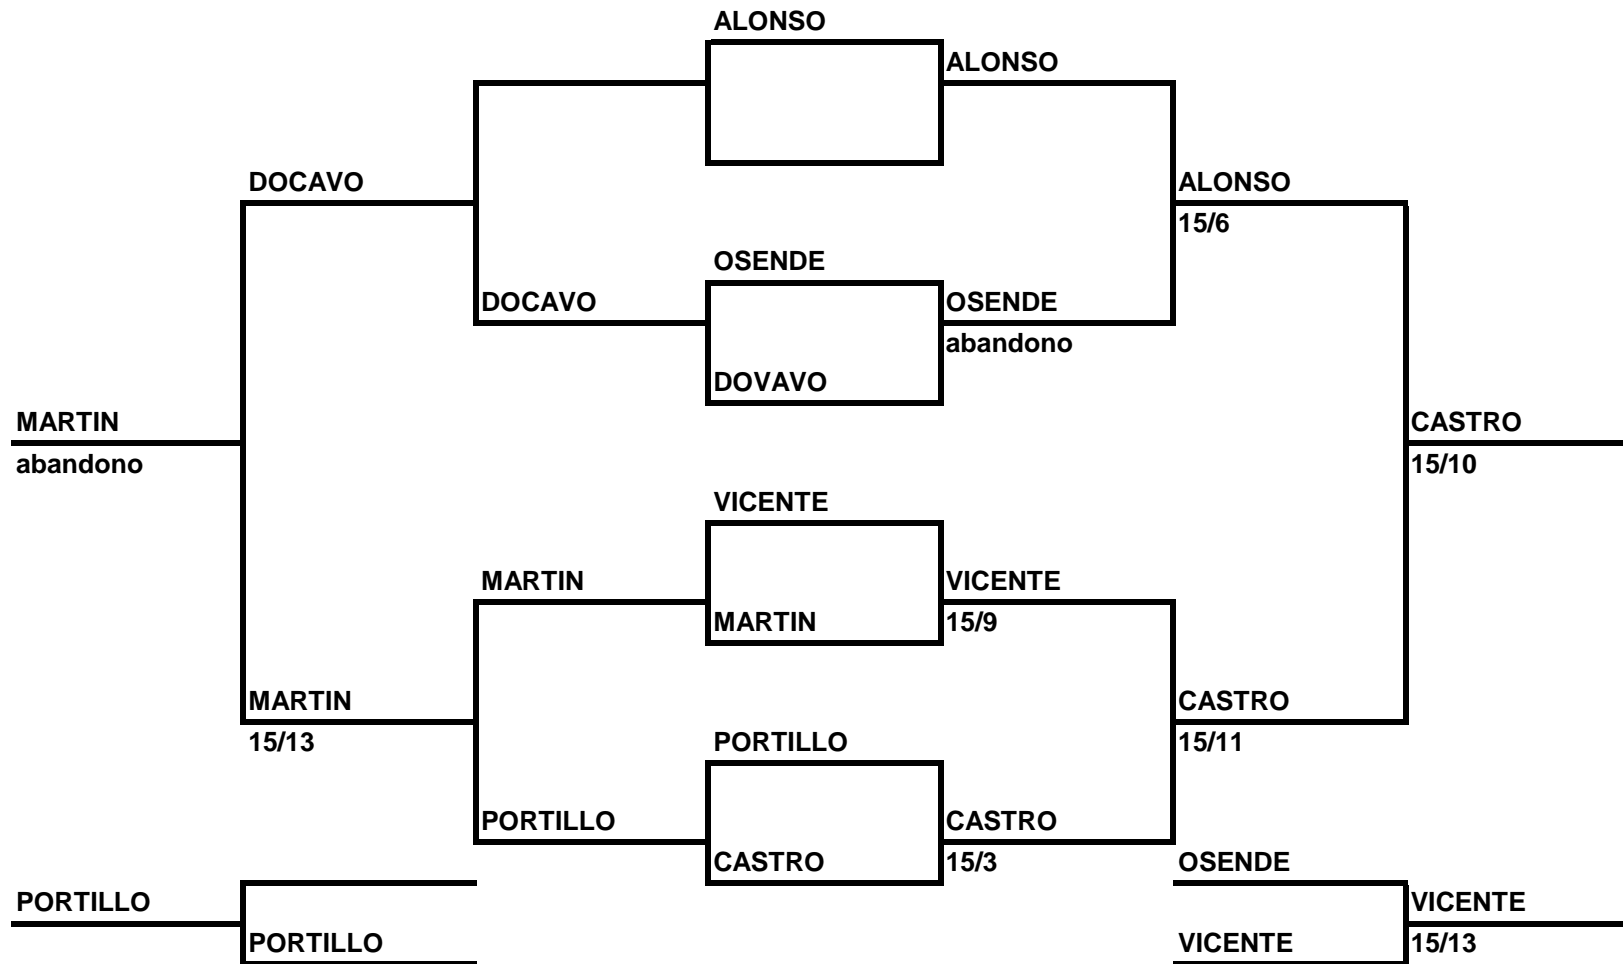 ALONSO
ALONSO
DOCAVO
ALONSO
15/6
OSENDE
DOCAVO
OSENDE
abandono
DOVAVO
MARTIN
CASTRO
abandono
15/10
VICENTE
MARTIN
VICENTE
MARTIN
15/9
MARTIN
CASTRO
15/13
PORTILLO
15/11
PORTILLO
CASTRO
CASTRO
15/3
OSENDE
PORTILLO
VICENTE
PORTILLO
VICENTE
15/13